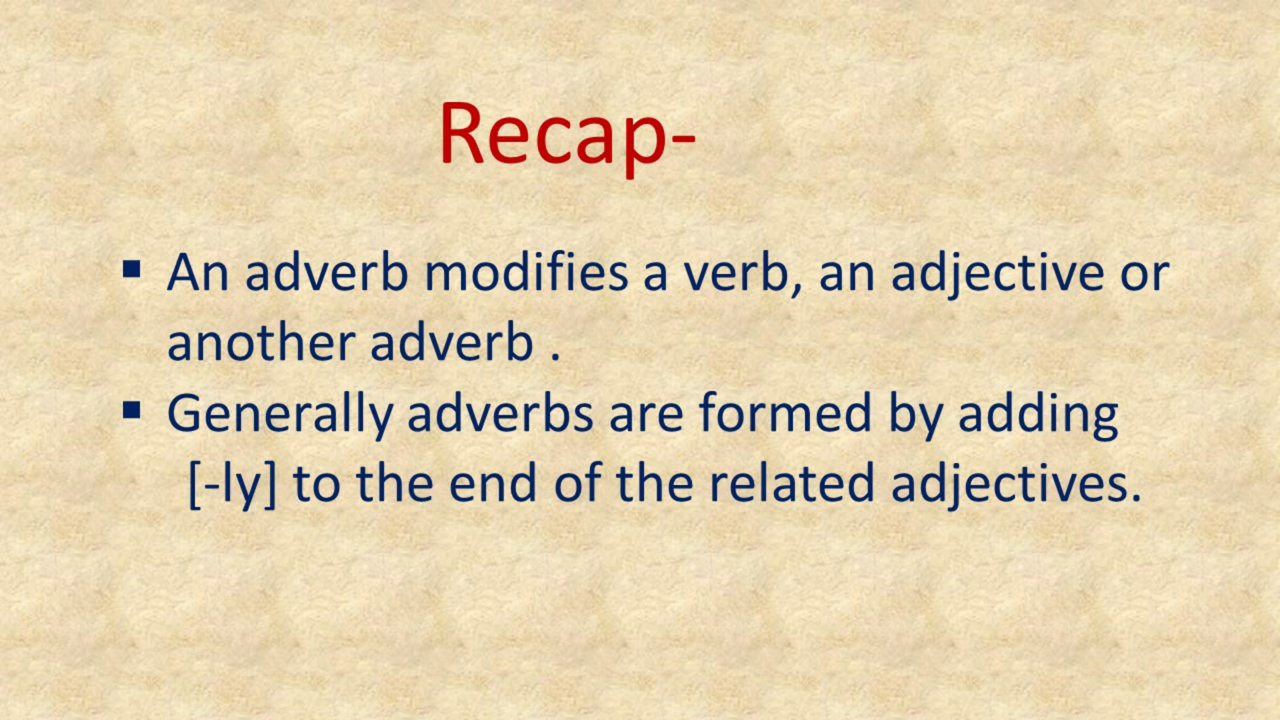 Recap-
▪ An adverb modifies a verb, an adjective or
another adverb .
▪ Generally adverbs are formed by adding
[-ly] to the end of the related adjectives.